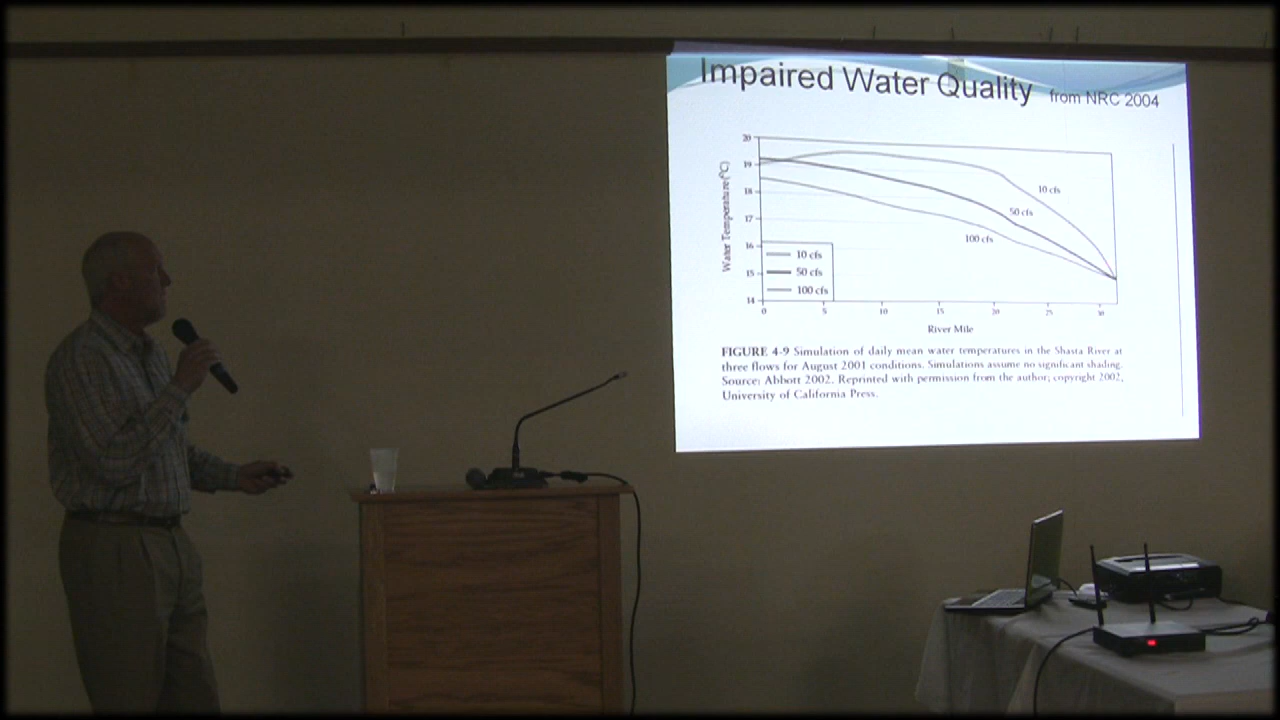 Impaired Water Quality from NRC 2004
20
19
18
17
16
15
14
Water Temperature (°C)
10 cfs
50 cfs
100 cfs
10 cfs
50 cfs
100 cfs
0 5 10 15 20 25 30
River Mile
FIGURE 4-9 Simulation of daily mean water temperatures in the Shasta River at
three flows for August 2001 conditions. Simulations assume no significant shading.
Source: Abbott 2002. Reprinted with permission from the author; copyright 2002,
University of California Press.